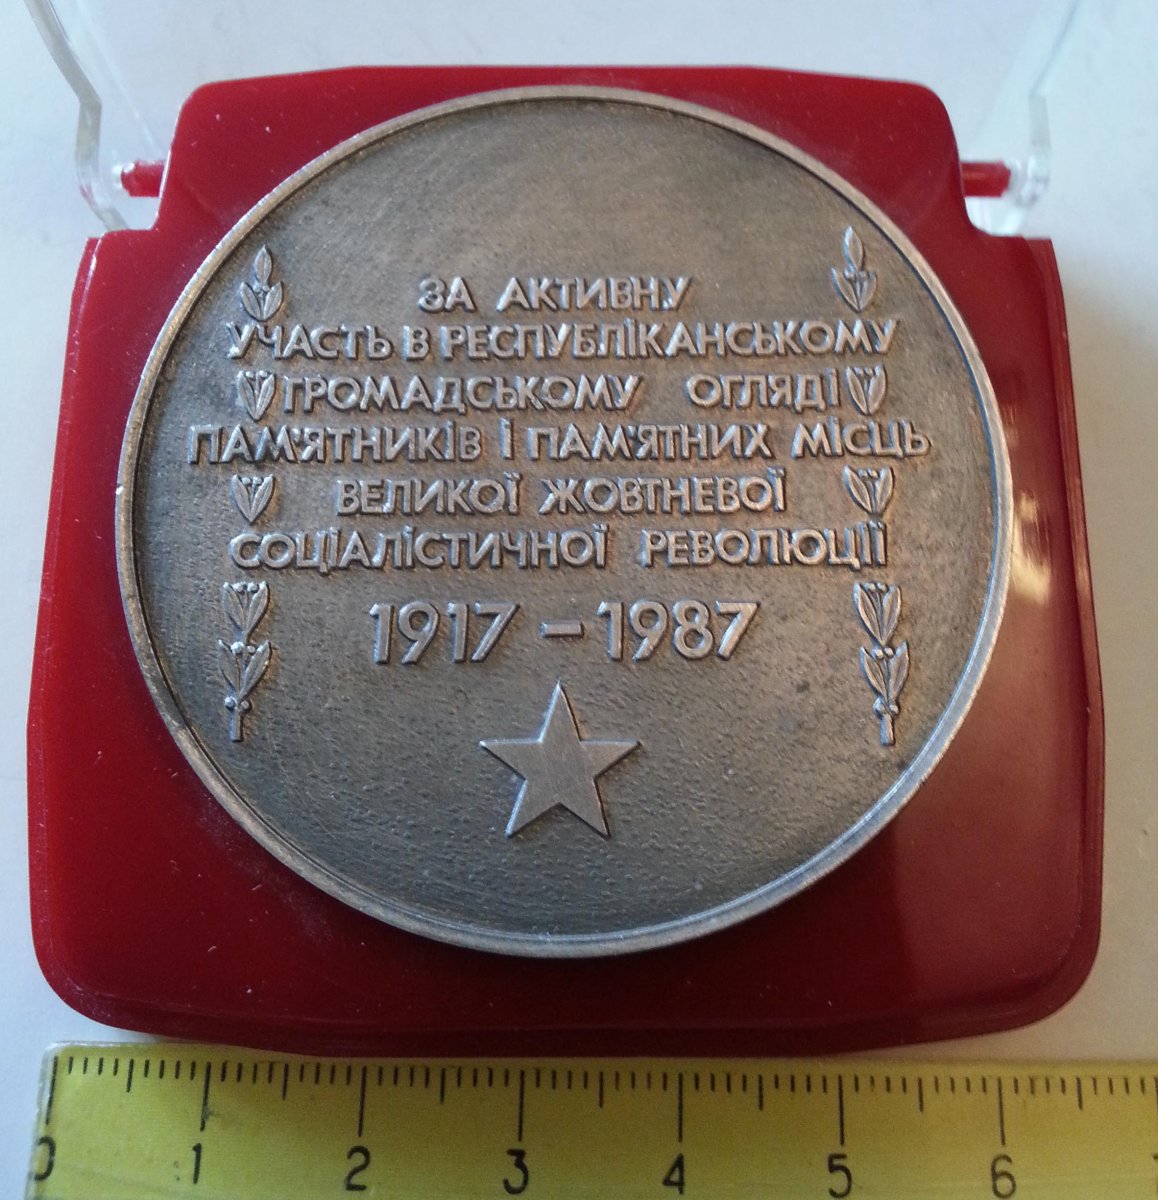 ЗА АКТИВНУ
УЧАСТЬ В РЕСПУБЛІКАНСЬКОМУ
ГРОМАДСЬКОМУ ОГЛЯДІ
ПАМ'ЯТНИКІВ І ПАМ'ЯТНИХ МІСЦЬ
ВЕЛИКОЇ ЖОВТНЕВОЇ
СОЦІАЛІСТИЧНОЇ РЕВОЛЮЦІЇ
1917 – 1987
0 1 2 3 4 5 6